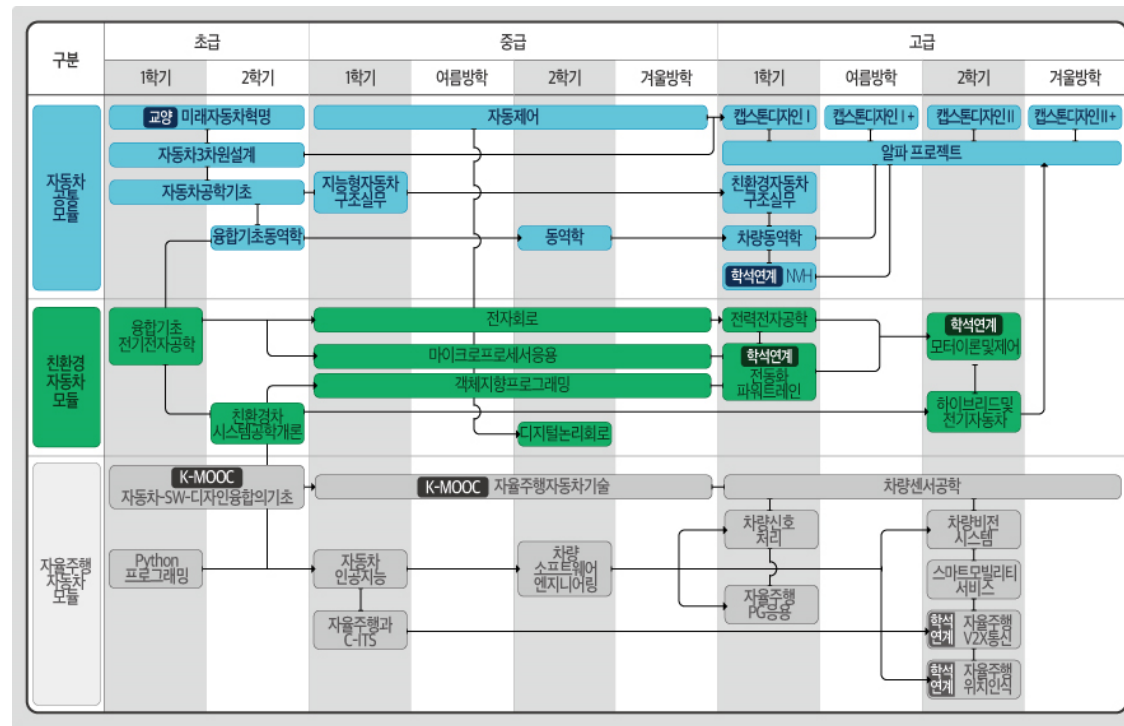 구분
초급
중급
고급
1학기
2학기
1학기
여름방학
2학기
겨울방학
1학기
여름방학
2학기
겨울방학
자동차
공통
모듈
교양 미래자동차혁명
자동제어
캡스톤디자인 I
캡스톤디자인 I+
캡스톤디자인 II
캡스톤디자인 II+
자동차3차원설계
알파 프로젝트
자동차공학기초
지능형자동차
구조실무
친환경자동차
구조실무
융합기초동역학
동역학
차량동역학
학석연계 NVH
친환경
자동차
모듈
융합기초
전기전자공학
전자회로
전력전자공학
학석연계
모터이론및제어
마이크로프로세서응용
학석연계
전동화
파워트레인
객체지향프로그래밍
친환경차
시스템공학개론
디지털논리회로
하이브리드및
전기자동차
자율주행
자동차
모듈
K-MOOC
자동차-SW-디자인융합의기초
K-MOOC 자율주행자동차기술
차량센서공학
차량신호
처리
차량비전
시스템
Python
프로그래밍
자동차
인공지능
차량
소프트웨어
엔지니어링
스마트모빌리티
서비스
자율주행
PG응용
자율주행과
C-ITS
학석
연계
자율주행
V2X통신
학석
연계
자율주행
위치인식